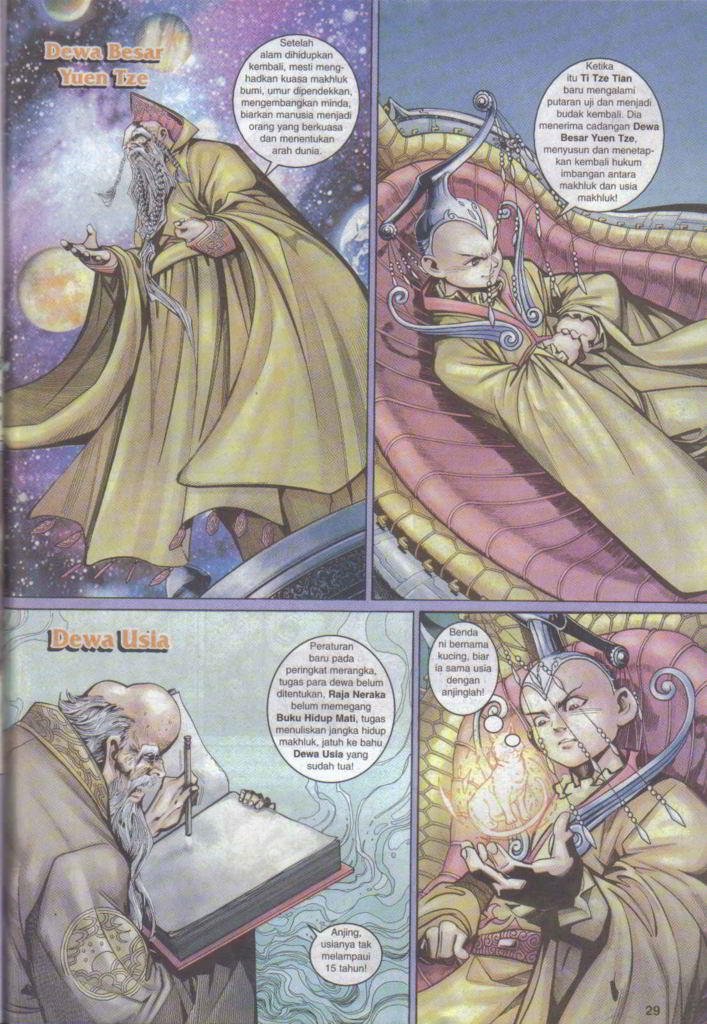 Dewa Besar
Yuen Tze
Setelah
alam dihidupkan
kembali, mesti meng-
hadkan kuasa makhluk
bumi, umur dipendekkan,
mengembangkan minda,
biarkan manusia menjadi
orang yang berkuasa
dan menentukan
arah dunia.
Ketika
itu Ti Tze Tian
baru mengalami
putaran uji dan menjadi
budak kembali. Dia
menerima cadangan Dewa
Besar Yuen Tze,
menyusun dan menetap-
kan kembali hukum
imbangan antara
makhluk dan usia
makhluk!
Dewa Usia
Peraturan
baru pada
peringkat merangka,
tugas para dewa belum
ditentukan, Raja Neraka
belum memegang
Buku Hidup Mati, tugas
menuliskan jangka hidup
makhluk, jatuh ke bahu
Dewa Usia yang
sudah tua!
Anjing,
usianya tak
melampaui
15 tahun!
Benda
ni bernama
kucing, biar
ia sama usia
dengan
anjinglah!
29